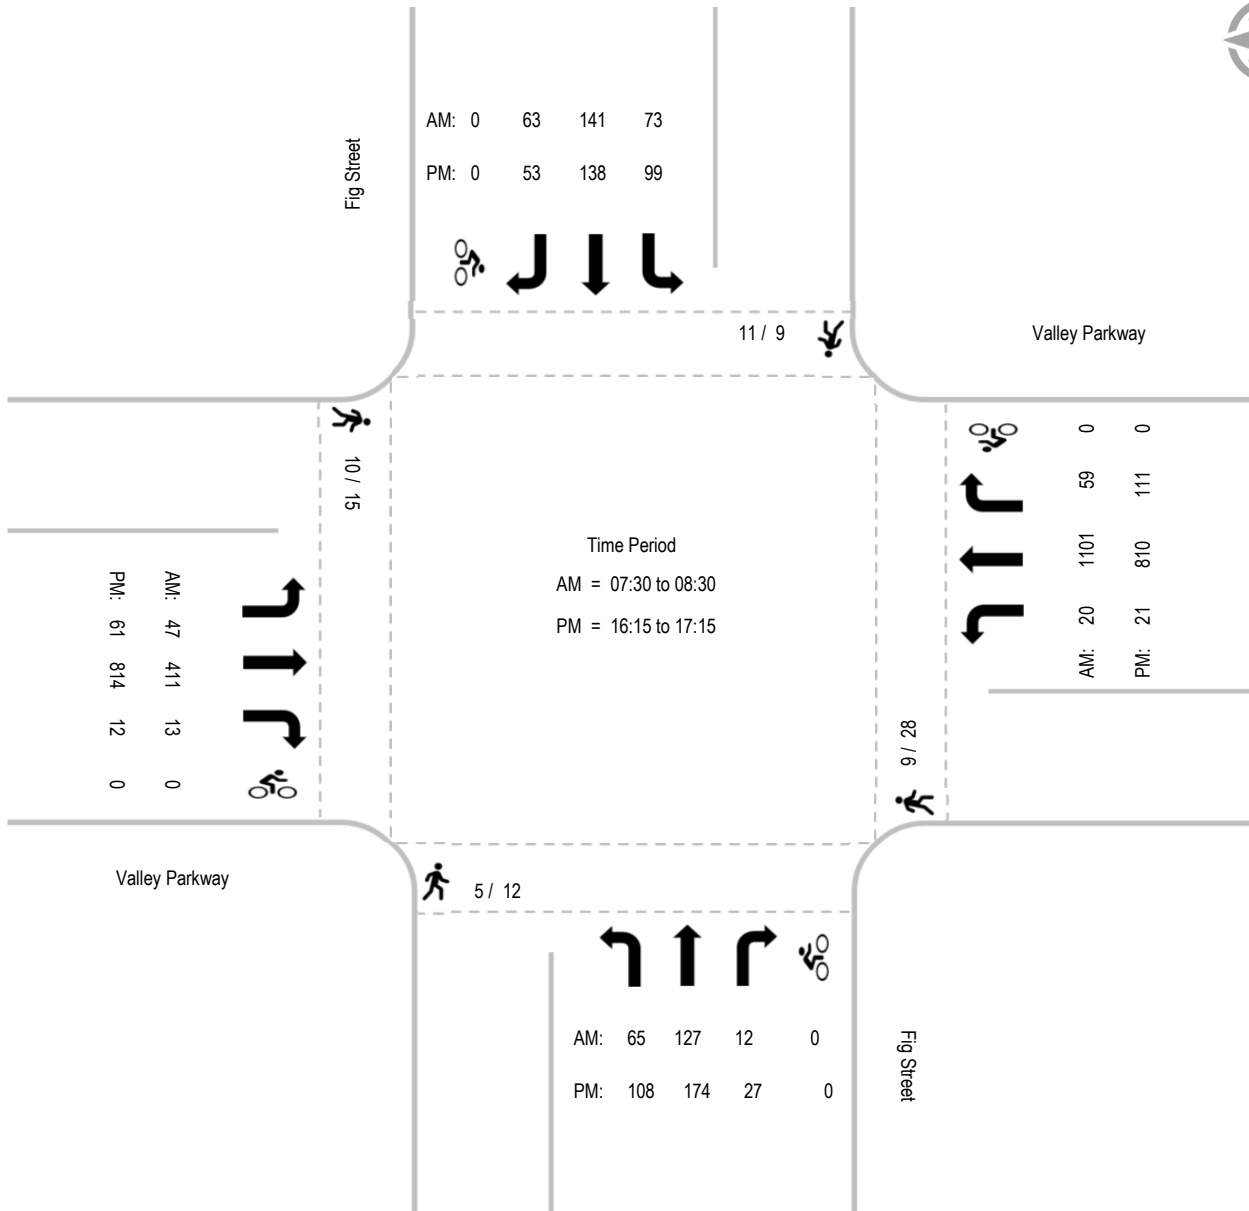 AM: 0 63 141 73
PM: 0 53 138 99
Fig Street
11 / 9
Valley Parkway
10 / 15
0 0
59 111
1101 810
20 21
AM: PM:
Time Period
AM = 07:30 to 08:30
PM = 16:15 to 17:15
PM: 61 814 12 0
AM: 47 411 13 0
9 / 28
Valley Parkway
5 / 12
AM: 65 127 12 0
PM: 108 174 27 0
Fig Street